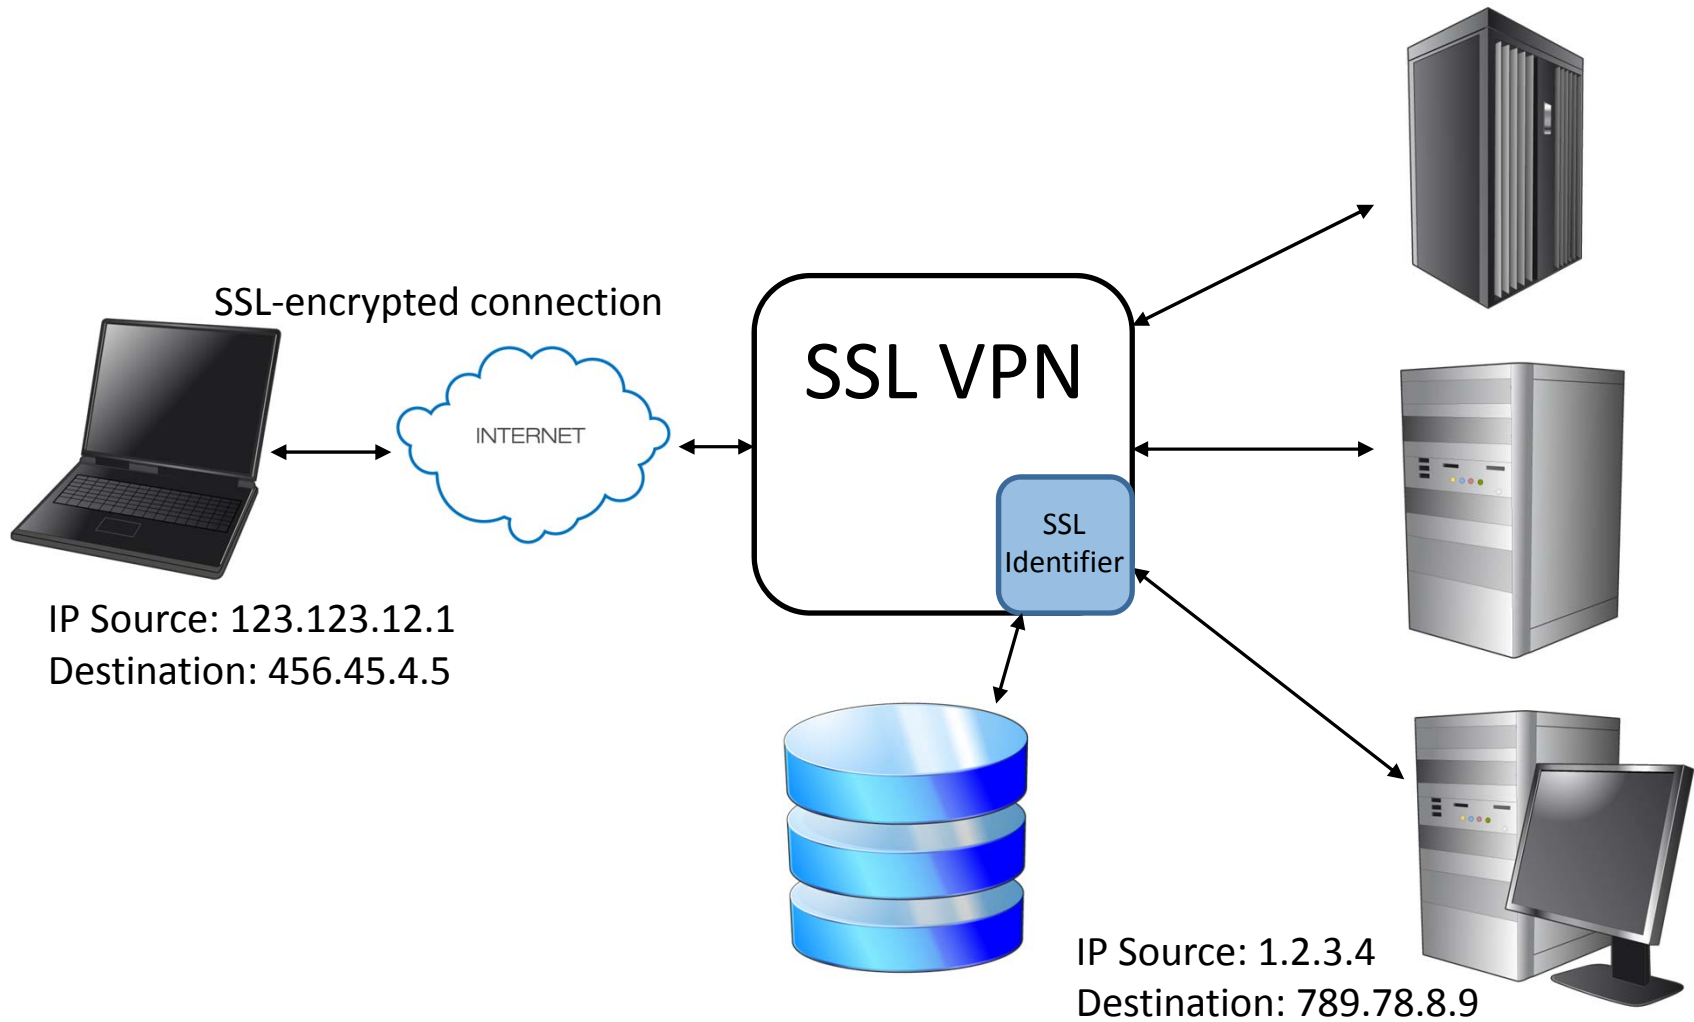 SSL-encrypted connection
SSL VPN
INTERNET
SSL
Identifier
IP Source: 123.123.12.1
Destination: 456.45.4.5
IP Source: 1.2.3.4
Destination: 789.78.8.9